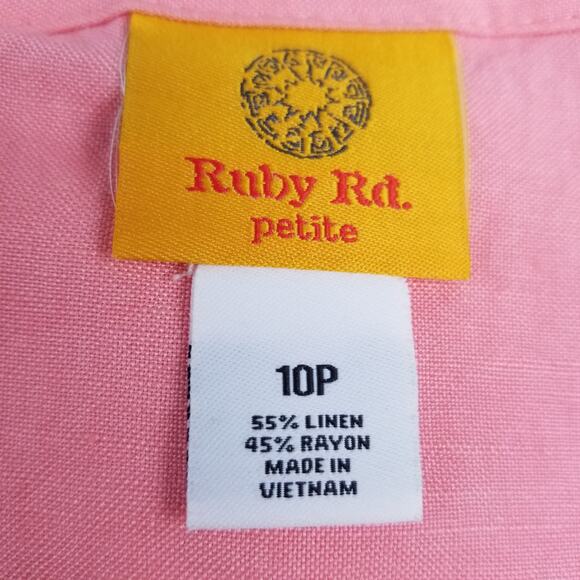 Ruby Rd.
petite
10P
55% LINEN
45% RAYON
MADE IN
VIETNAM